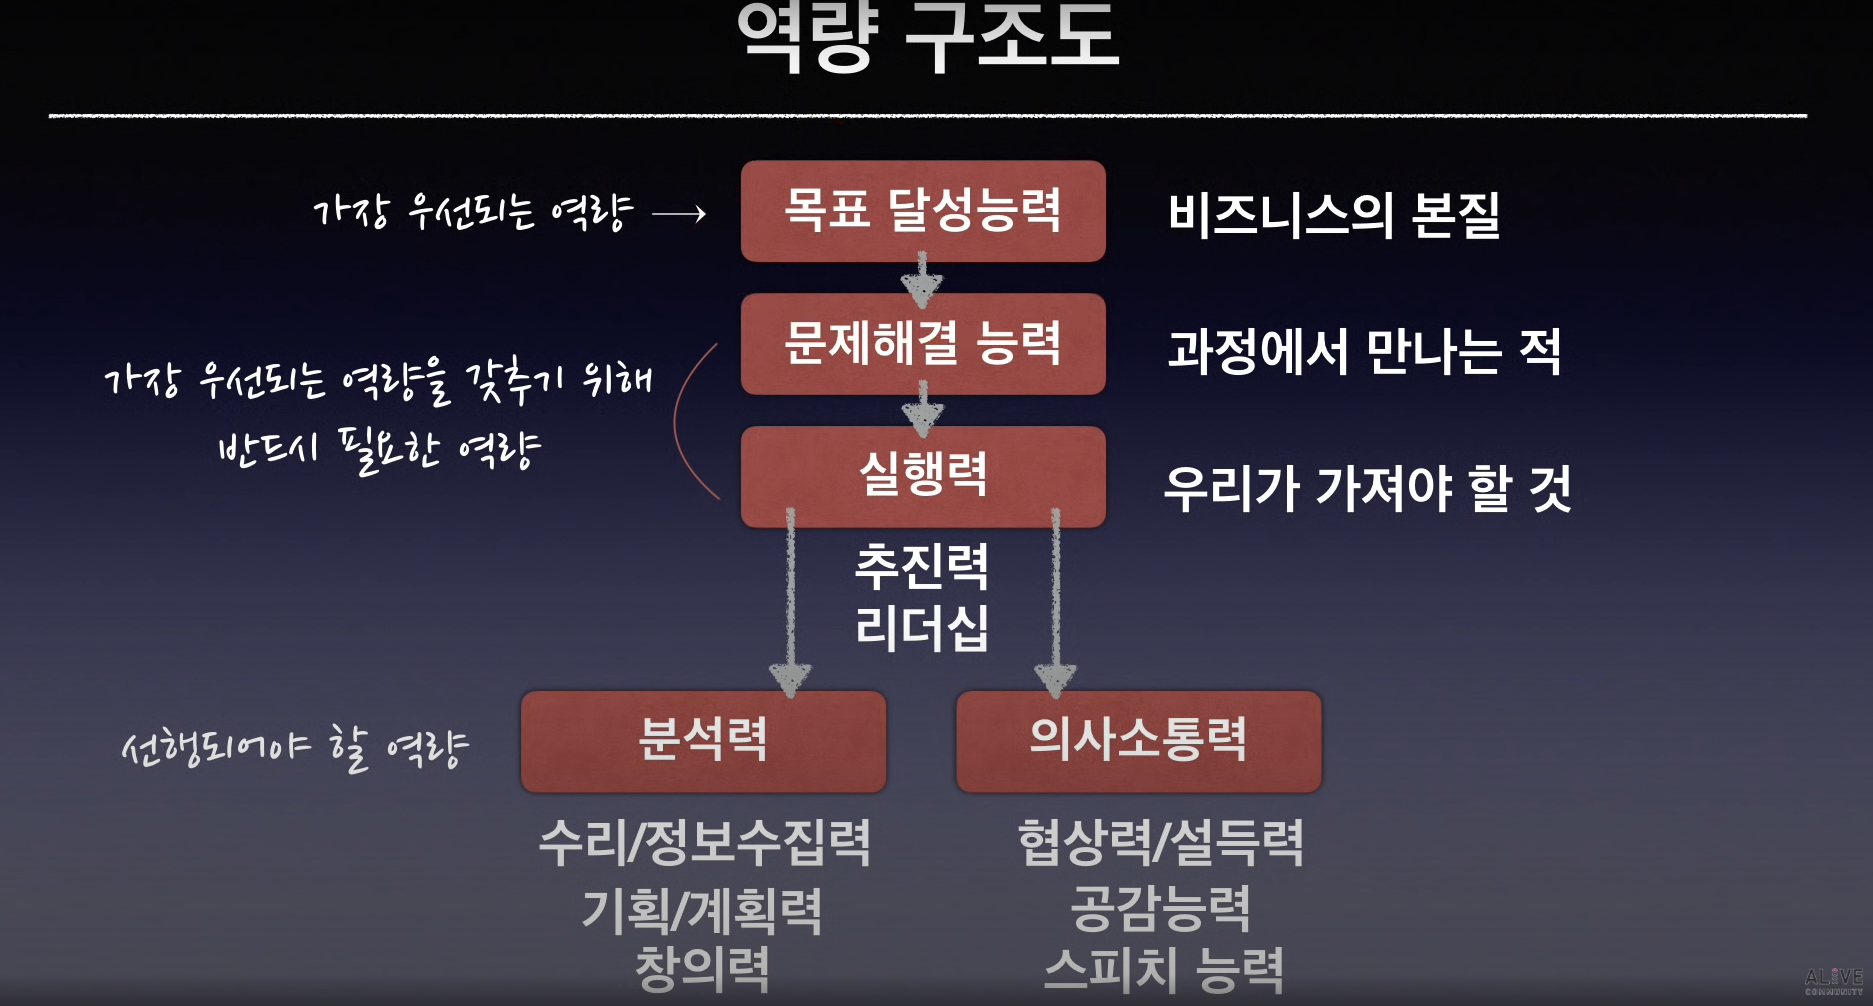 역량 구조도
가장 우선되는 역량 → 목표 달성능력 비즈니스의 본질
문제해결 능력 과정에서 만나는 적
가장 우선되는 역량을 갖추기 위해
반드시 필요한 역량
실행력 우리가 가져야 할 것
추진력
리더십
선행되어야 할 역량 분석력 의사소통력
수리/정보수집력 협상력/설득력
기획/계획력 공감능력
창의력 스피치 능력
ALIVE
COMMUNITY